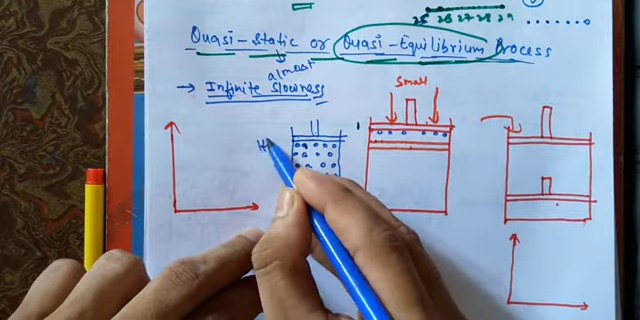 25 26 27 28 29
Quasi-Static or Quasi-Equilibrium Process
almost
→ Infinite Slowness
Small